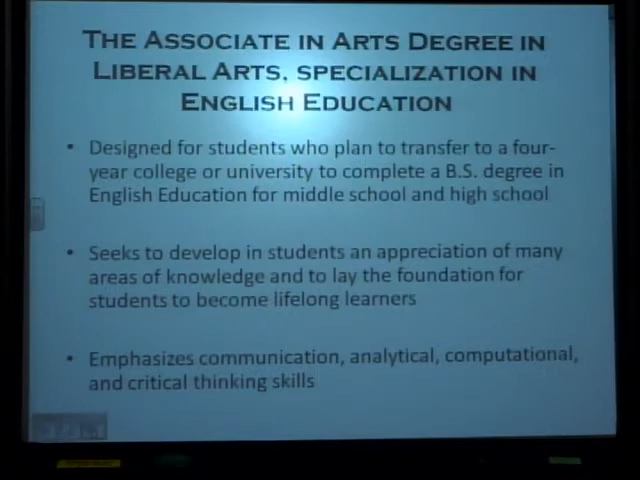 THE ASSOCIATE IN ARTS DEGREE IN
LIBERAL ARTS, SPECIALIZATION IN
ENGLISH EDUCATION
• Designed for students who plan to transfer to a four-
year college or university to complete a B.S. degree in
English Education for middle school and high school
• Seeks to develop in students an appreciation of many
areas of knowledge and to lay the foundation for
students to become lifelong learners
• Emphasizes communication, analytical, computational,
and critical thinking skills